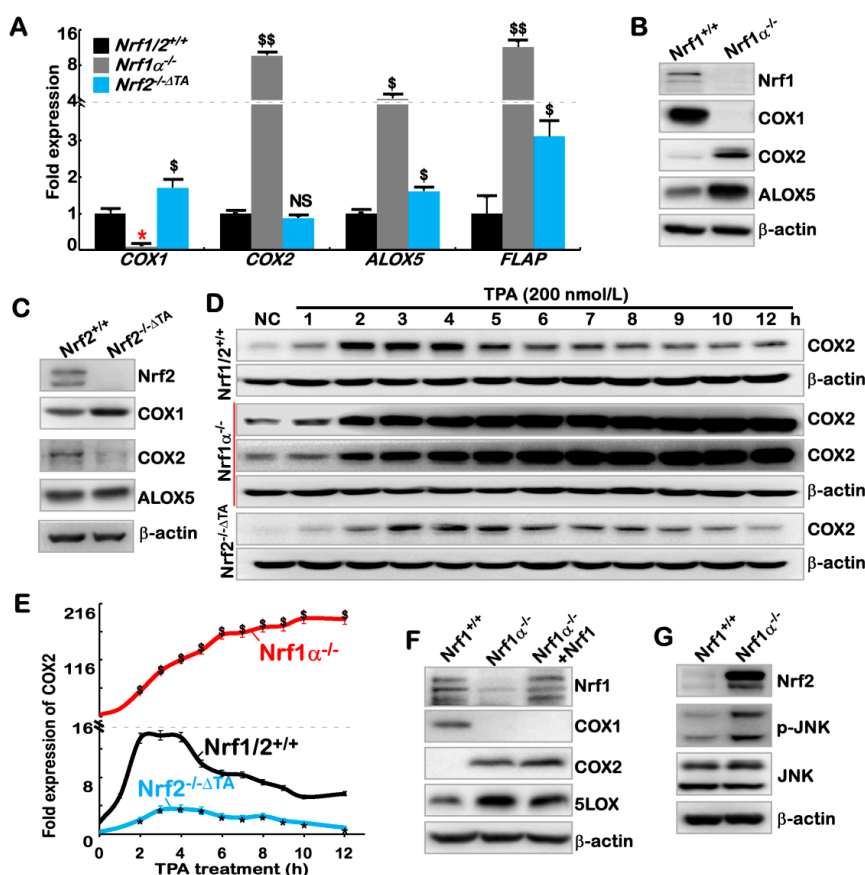 A
Fold expression
16
8
4
3
2
1
0
Nrf1/2+/+
Nrf1α-/-
Nrf2-/-ΔTA
* $ $$ NS $ $ $$ $
COX1 COX2 ALOX5 FLAP
B
Nrf1+/+ Nrf1α-/-
Nrf1
COX1
COX2
ALOX5
β-actin
C
Nrf2+/+ Nrf2-/-ΔTA
Nrf2
COX1
COX2
ALOX5
β-actin
D
TPA (200 nmol/L)
NC 1 2 3 4 5 6 7 8 9 10 12 h
Nrf1/2+/+
COX2
β-actin
Nrf1α-/-
COX2
COX2
β-actin
Nrf2-/-ΔTA
COX2
β-actin
E
Fold expression of COX2
216
116
16
8
0
$ $ $ $ $ $ $ $ $ $
Nrf1α-/-
Nrf1/2+/+
Nrf2-/-ΔTA
* * * * * * * * * *
0 2 4 6 8 10 12
TPA treatment (h)
F
Nrf1+/+ Nrf1α-/- Nrf1α-/- +Nrf1
Nrf1
COX1
COX2
5LOX
β-actin
G
Nrf1+/+ Nrf1α-/-
Nrf2
p-JNK
JNK
β-actin